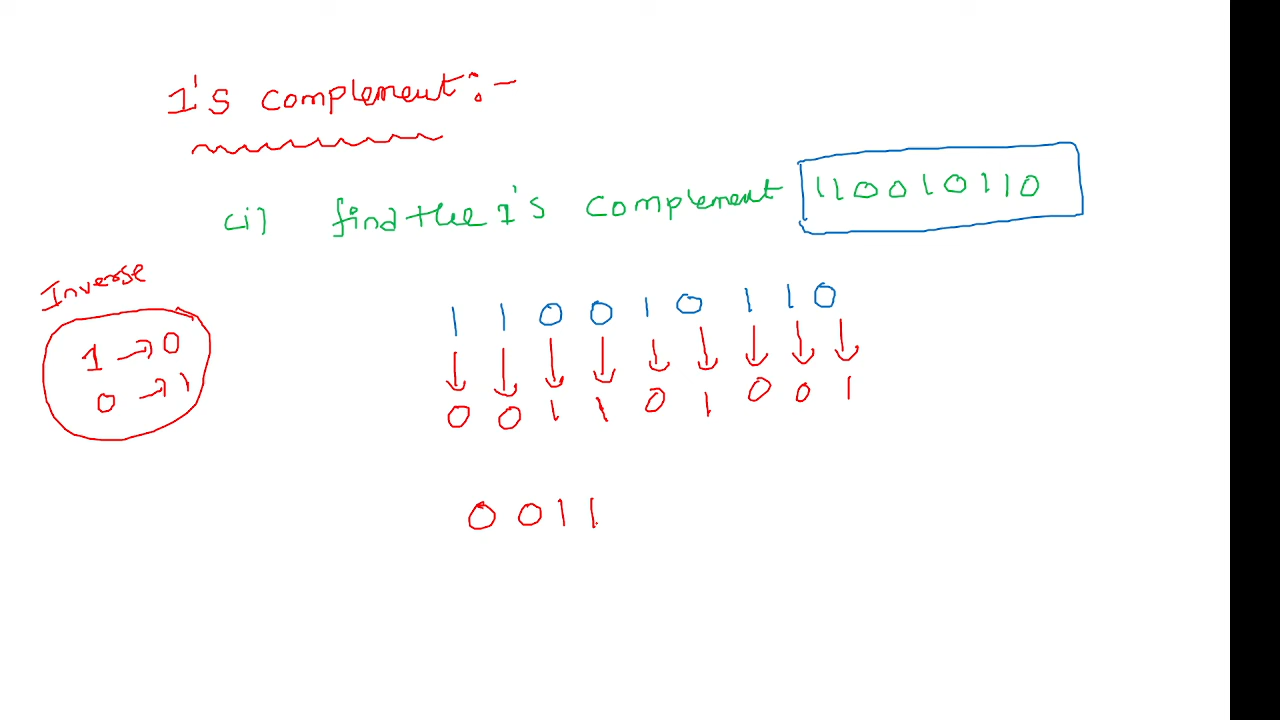 1's complement:-
(i) find the 1's complement 110010110
Inverse
1 → 0
0 → 1
1 1 0 0 1 0 1 1 0
↓ ↓ ↓ ↓ ↓ ↓ ↓ ↓ ↓
0 0 1 1 0 1 0 0 1
0 0 1 1